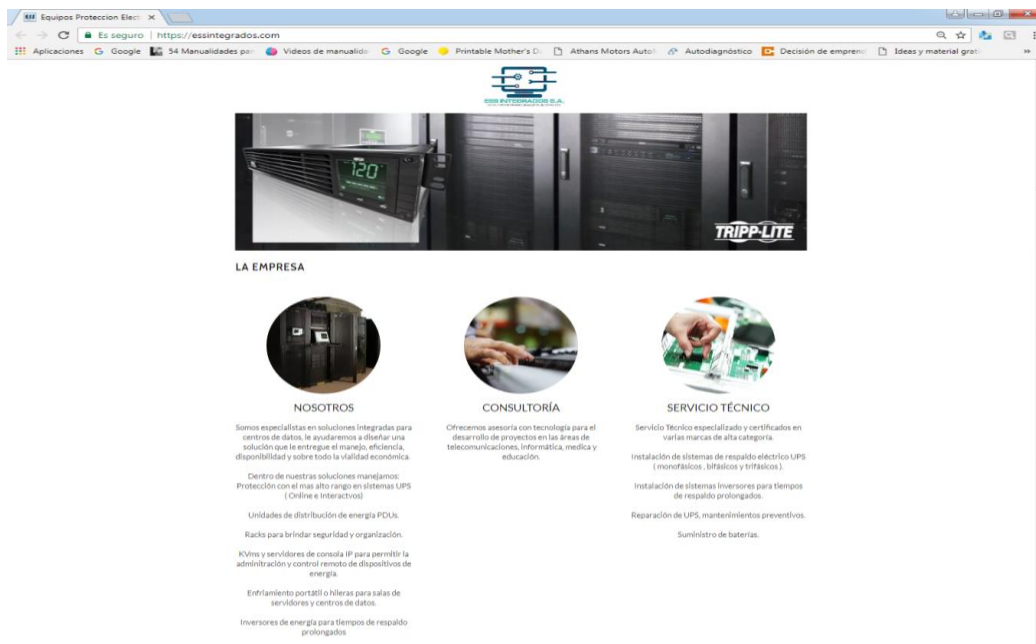 Equipos Proteccion Elect
Es seguro | https://essintegrados.com
Aplicaciones Google 54 Manualidades par Videos de manualida Google Printable Mother's D Athans Motors Auto Autodiagnóstico Decisión de emprend Ideas y material grat
ESS INTEGRADOS S.A.
120
TRIPP·LITE
LA EMPRESA
NOSOTROS
Somos especialistas en soluciones integradas para
centros de datos, le ayudaremos a diseñar una
solución que le entregue el manejo, eficiencia,
disponibilidad y sobre todo la vialidad económica.
Dentro de nuestras soluciones manejamos:
Protección con el mas alto rango en sistemas UPS
( Online e Interactvos)
Unidades de distribución de energía PDUs.
Racks para brindar seguridad y organización.
KVms y servidores de consola IP para permitir la
adminitración y control remoto de dispositivos de
energía.
Enfriamiento portátil o hileras para salas de
servidores y centros de datos.
Inversores de energía para tiempos de respaldo
prolongados
CONSULTORÍA
Ofrecemos asesoría con tecnología para el
desarrollo de proyectos en las áreas de
telecomunicaciones, informática, medica y
educación.
SERVICIO TÉCNICO
Servicio Técnico especializado y certificados en
varias marcas de alta categoría.
Instalación de sistemas de respaldo eléctrico UPS
( monofásicos , bifásicos y trifásicos ).
Instalación de sistemas inversores para tiempos
de respaldo prolongados.
Reparación de UPS, mantenimientos preventivos.
Suministro de baterías.